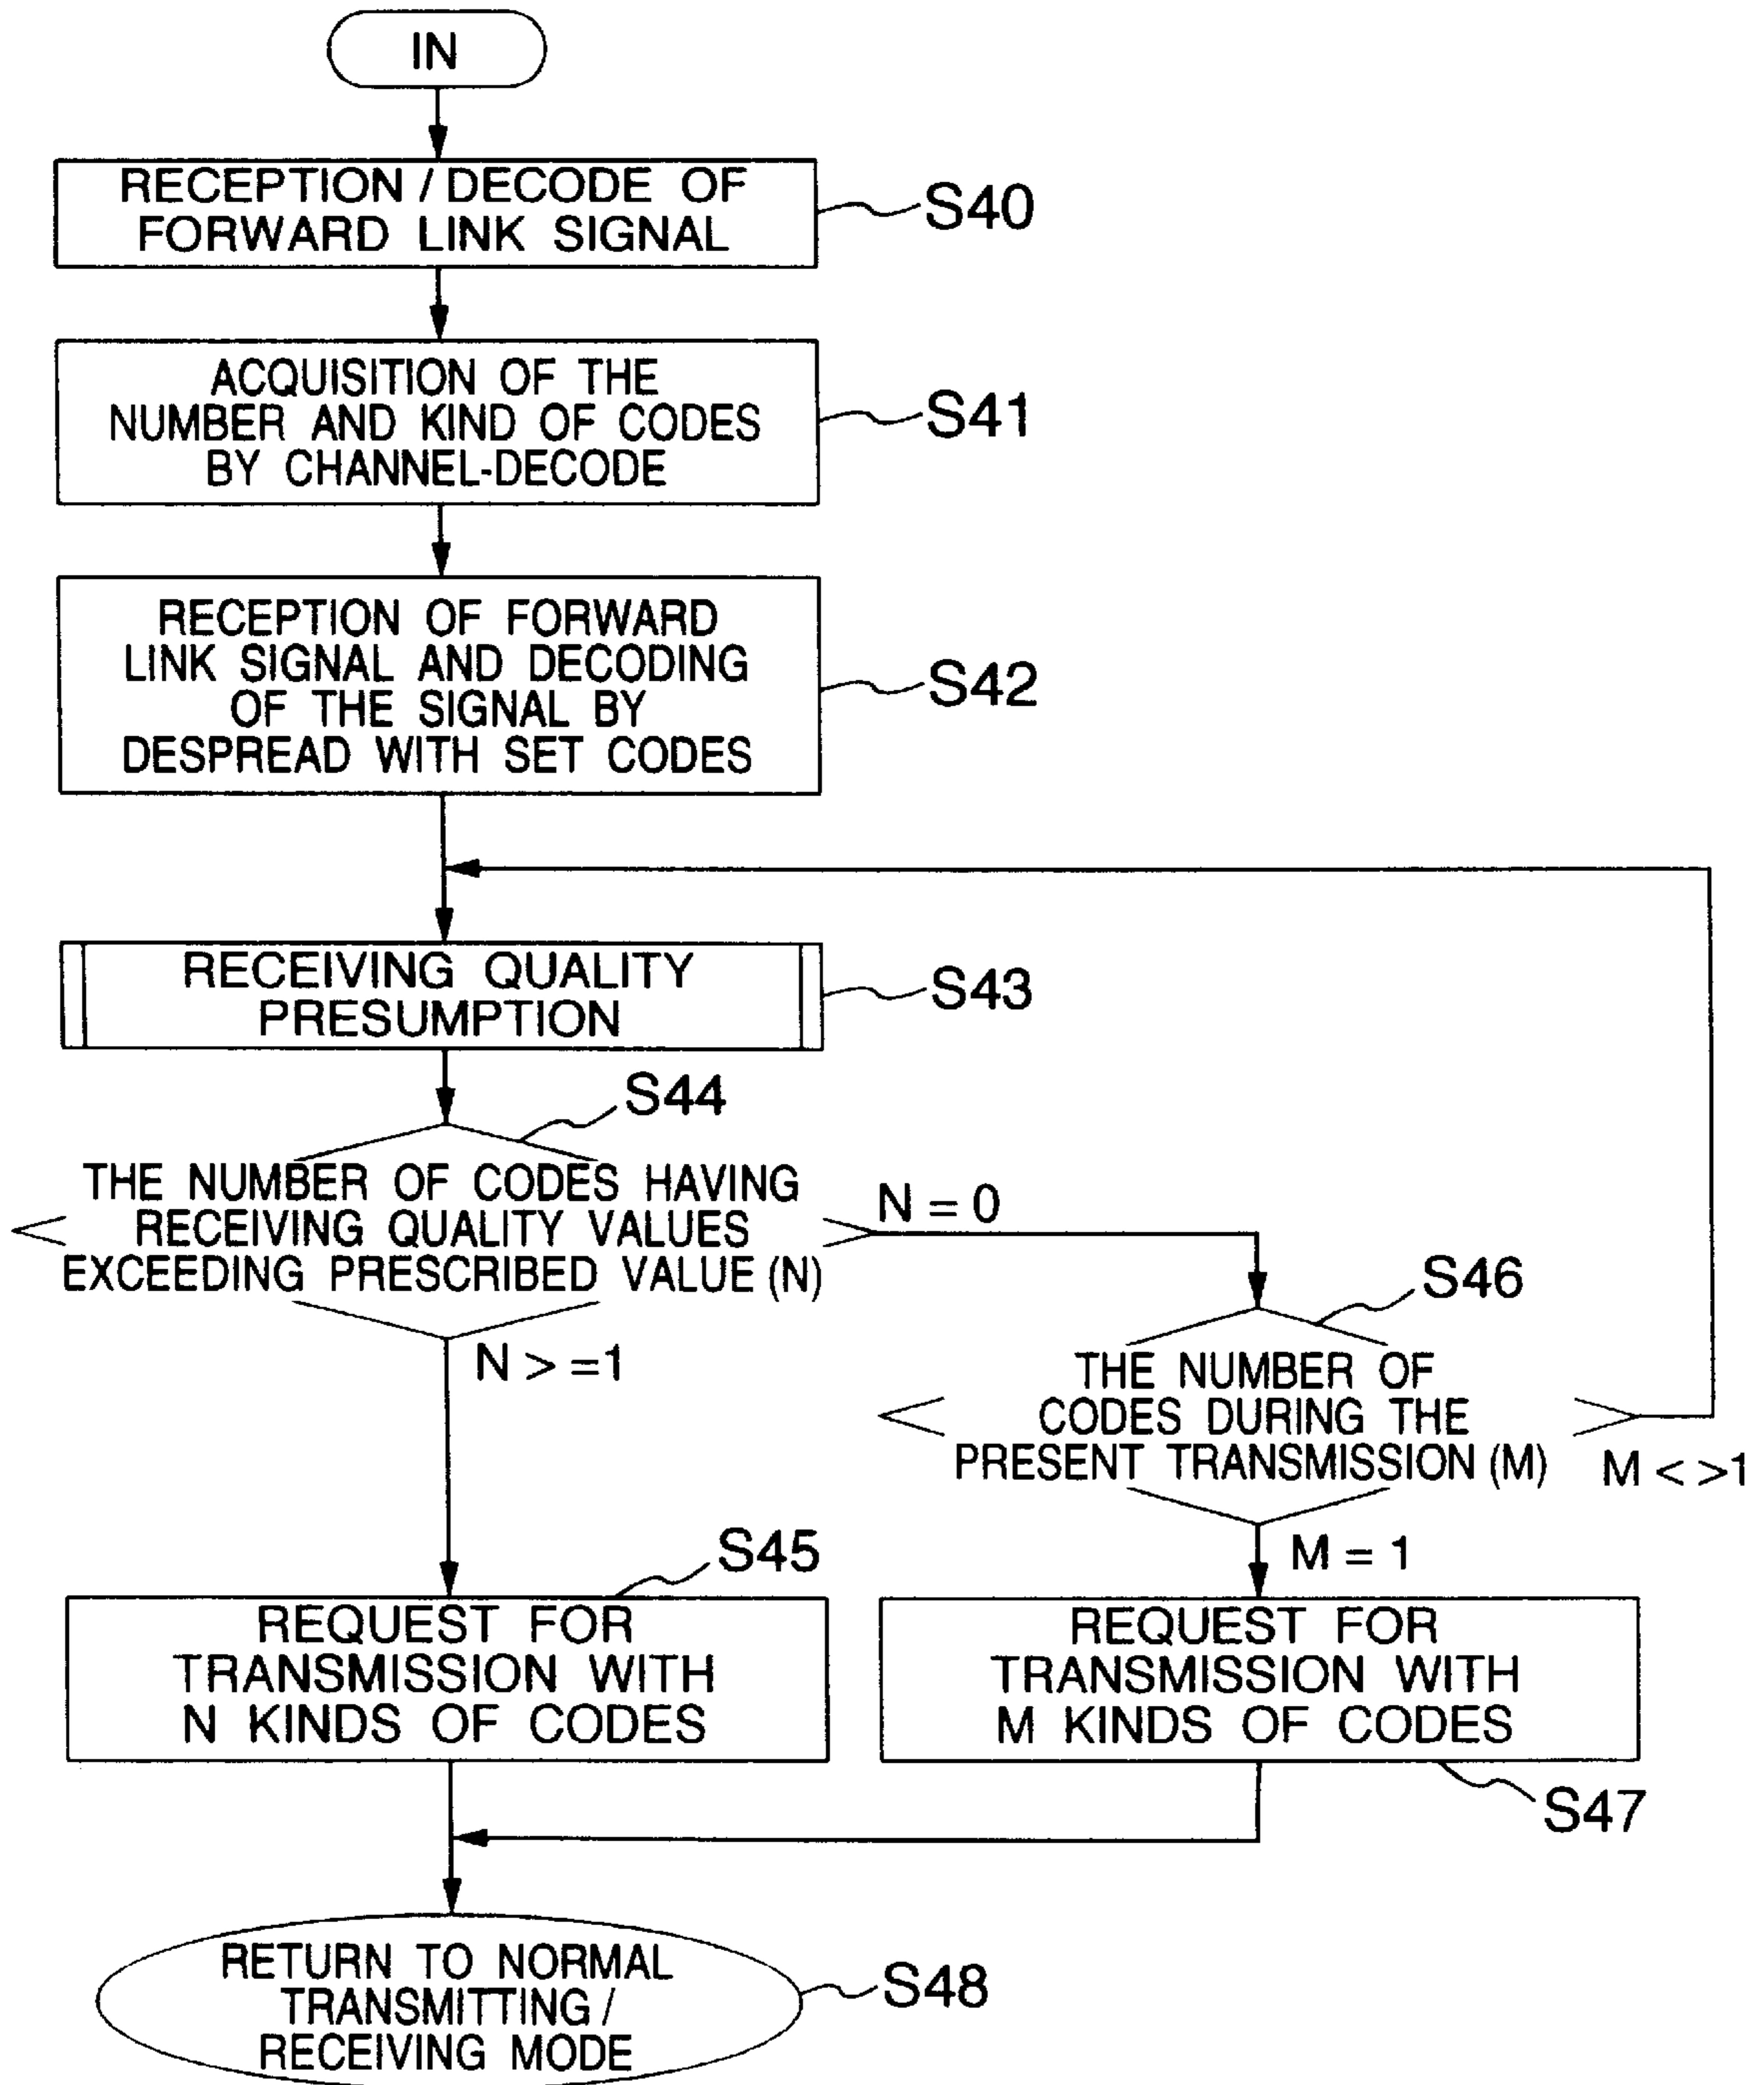 IN
RECEPTION / DECODE OF
FORWARD LINK SIGNAL
S40
ACQUISITION OF THE
NUMBER AND KIND OF CODES
BY CHANNEL-DECODE
S41
RECEPTION OF FORWARD
LINK SIGNAL AND DECODING
OF THE SIGNAL BY
DESPREAD WITH SET CODES
S42
RECEIVING QUALITY
PRESUMPTION
S43
S44
THE NUMBER OF CODES HAVING
RECEIVING QUALITY VALUES
EXCEEDING PRESCRIBED VALUE (N)
N = 0
N > =1
S46
THE NUMBER OF
CODES DURING THE
PRESENT TRANSMISSION (M)
M < >1
M = 1
S45
REQUEST FOR
TRANSMISSION WITH
N KINDS OF CODES
REQUEST FOR
TRANSMISSION WITH
M KINDS OF CODES
S47
RETURN TO NORMAL
TRANSMITTING /
RECEIVING MODE
S48